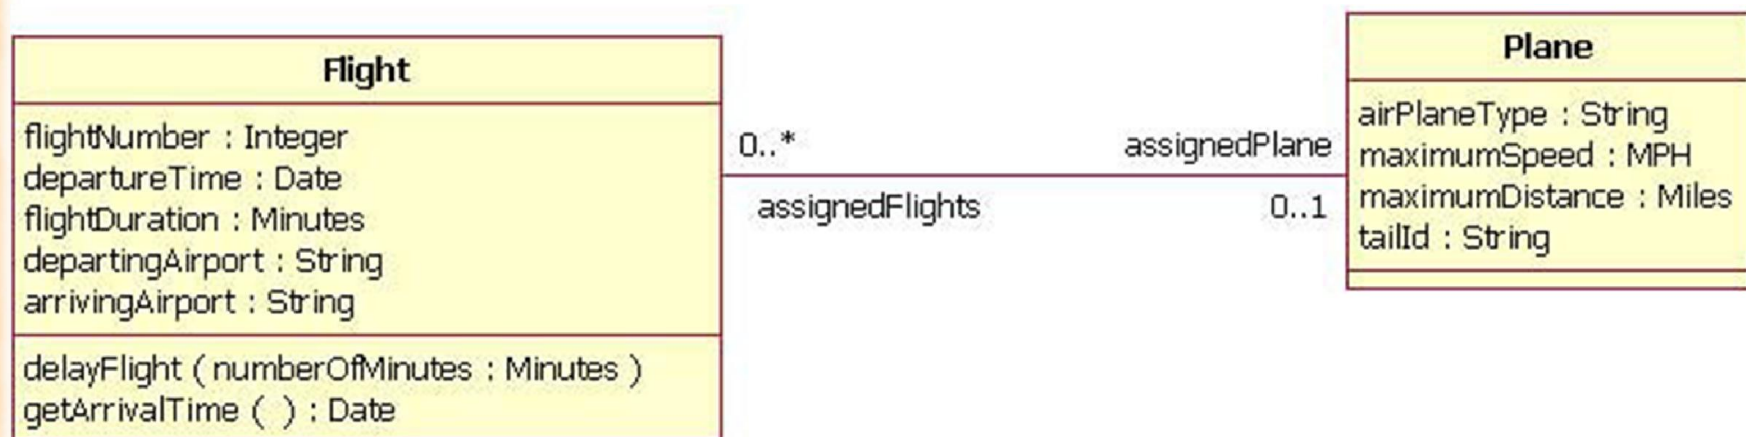 Flight
flightNumber : Integer
departureTime : Date
flightDuration : Minutes
departingAirport : String
arrivingAirport : String
delayFlight ( numberOfMinutes : Minutes )
getArrivalTime ( ) : Date
0..*
assignedFlights
assignedPlane
0..1
Plane
airPlaneType : String
maximumSpeed : MPH
maximumDistance : Miles
tailId : String